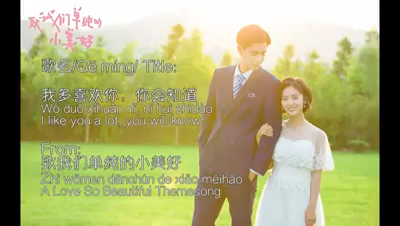 致我们单纯的
小美好
歌名/Gē míng/ Title:
我多喜欢你，你会知道
Wǒ duō xǐhuān nǐ, nǐ huì zhīdào
I like you a lot, you will know
From:
致我们单纯的小美好
Zhì wǒmen dānchún de xiǎo měihǎo
A Love So Beautiful Themesong